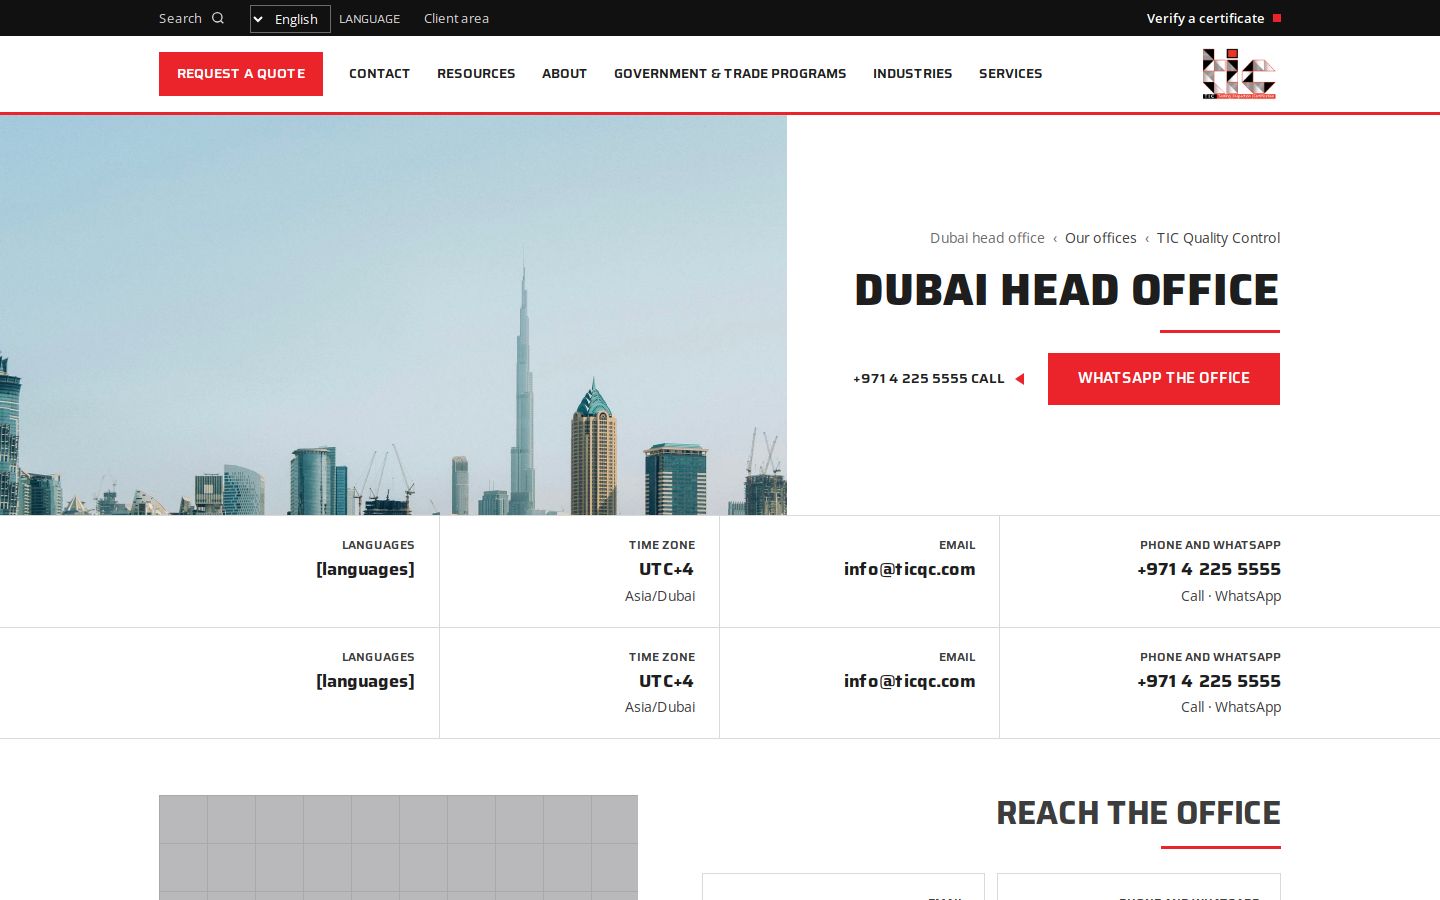 Search English LANGUAGE Client area Verify a certificate
REQUEST A QUOTE CONTACT RESOURCES ABOUT GOVERNMENT & TRADE PROGRAMS INDUSTRIES SERVICES
Dubai head office ‹ Our offices ‹ TIC Quality Control
DUBAI HEAD OFFICE
+971 4 225 5555 CALL WHATSAPP THE OFFICE
LANGUAGES TIME ZONE EMAIL PHONE AND WHATSAPP
[languages] UTC+4 info@ticqc.com +971 4 225 5555
Asia/Dubai Call · WhatsApp
LANGUAGES TIME ZONE EMAIL PHONE AND WHATSAPP
[languages] UTC+4 info@ticqc.com +971 4 225 5555
Asia/Dubai Call · WhatsApp
REACH THE OFFICE